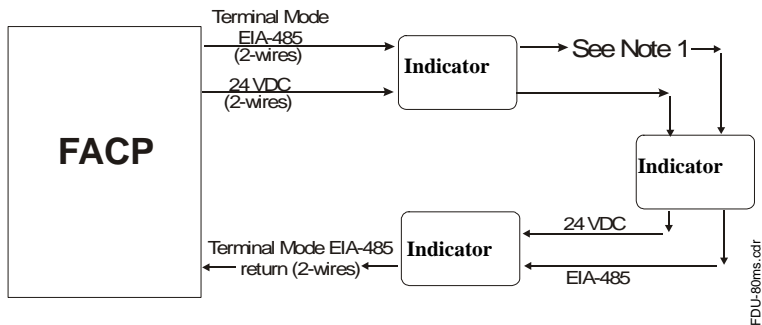 Terminal Mode
EIA-485
(2-wires)
Indicator
See Note 1
24 VDC
(2-wires)
FACP
Indicator
24 VDC
Terminal Mode EIA-485
return (2-wires)
Indicator
EIA-485
FDU-80ms.cdr